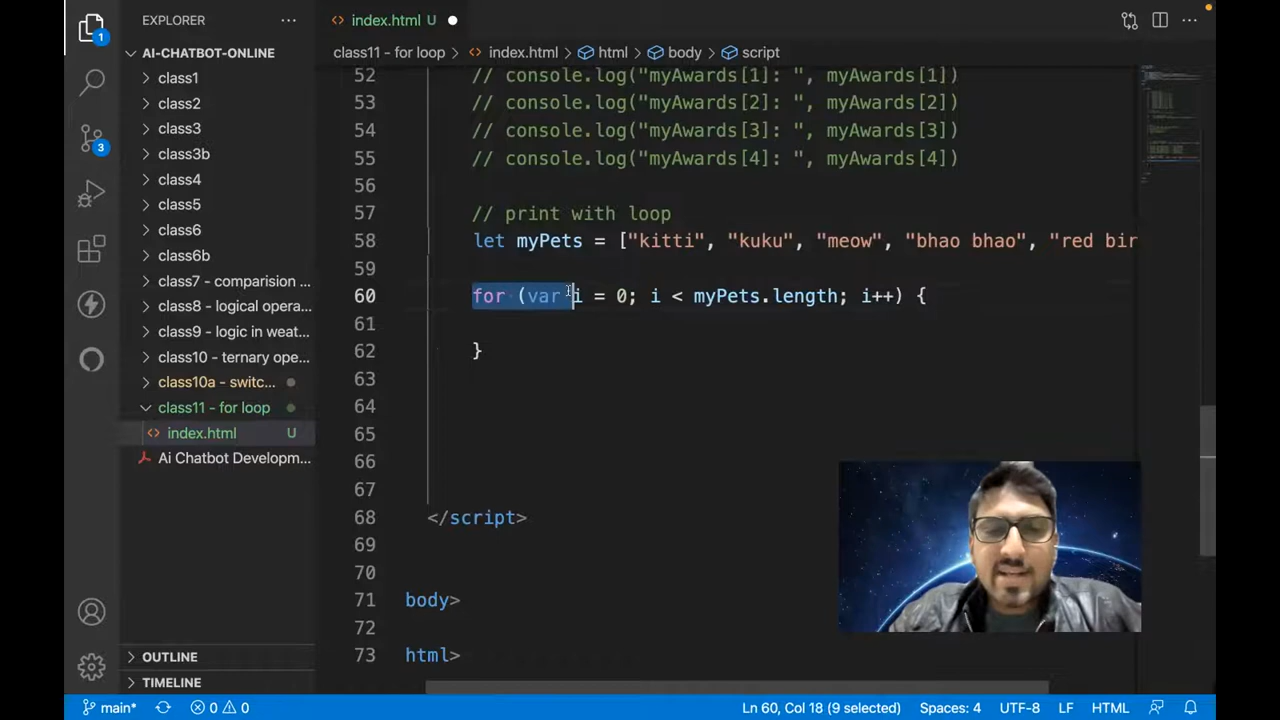 EXPLORER
index.html U
AI-CHATBOT-ONLINE
class11 - for loop > index.html > html > body > script
class1
class2
class3
class3b
class4
class5
class6
class6b
class7 - comparision ...
class8 - logical opera...
class9 - logic in weat...
class10 - ternary ope...
class10a - switc...
class11 - for loop
index.html U
Ai Chatbot Developm...
52 // console.log("myAwards[1]: ", myAwards[1])
53 // console.log("myAwards[2]: ", myAwards[2])
54 // console.log("myAwards[3]: ", myAwards[3])
55 // console.log("myAwards[4]: ", myAwards[4])
56
57 // print with loop
58 let myPets = ["kitti", "kuku", "meow", "bhao bhao", "red bir
59
60 for (var i = 0; i < myPets.length; i++) {
61
62 }
63
64
65
66
67
68 </script>
69
70
71 body>
72
73 html>
1
3
OUTLINE
TIMELINE
main* 0 0 Ln 60, Col 18 (9 selected) Spaces: 4 UTF-8 LF HTML